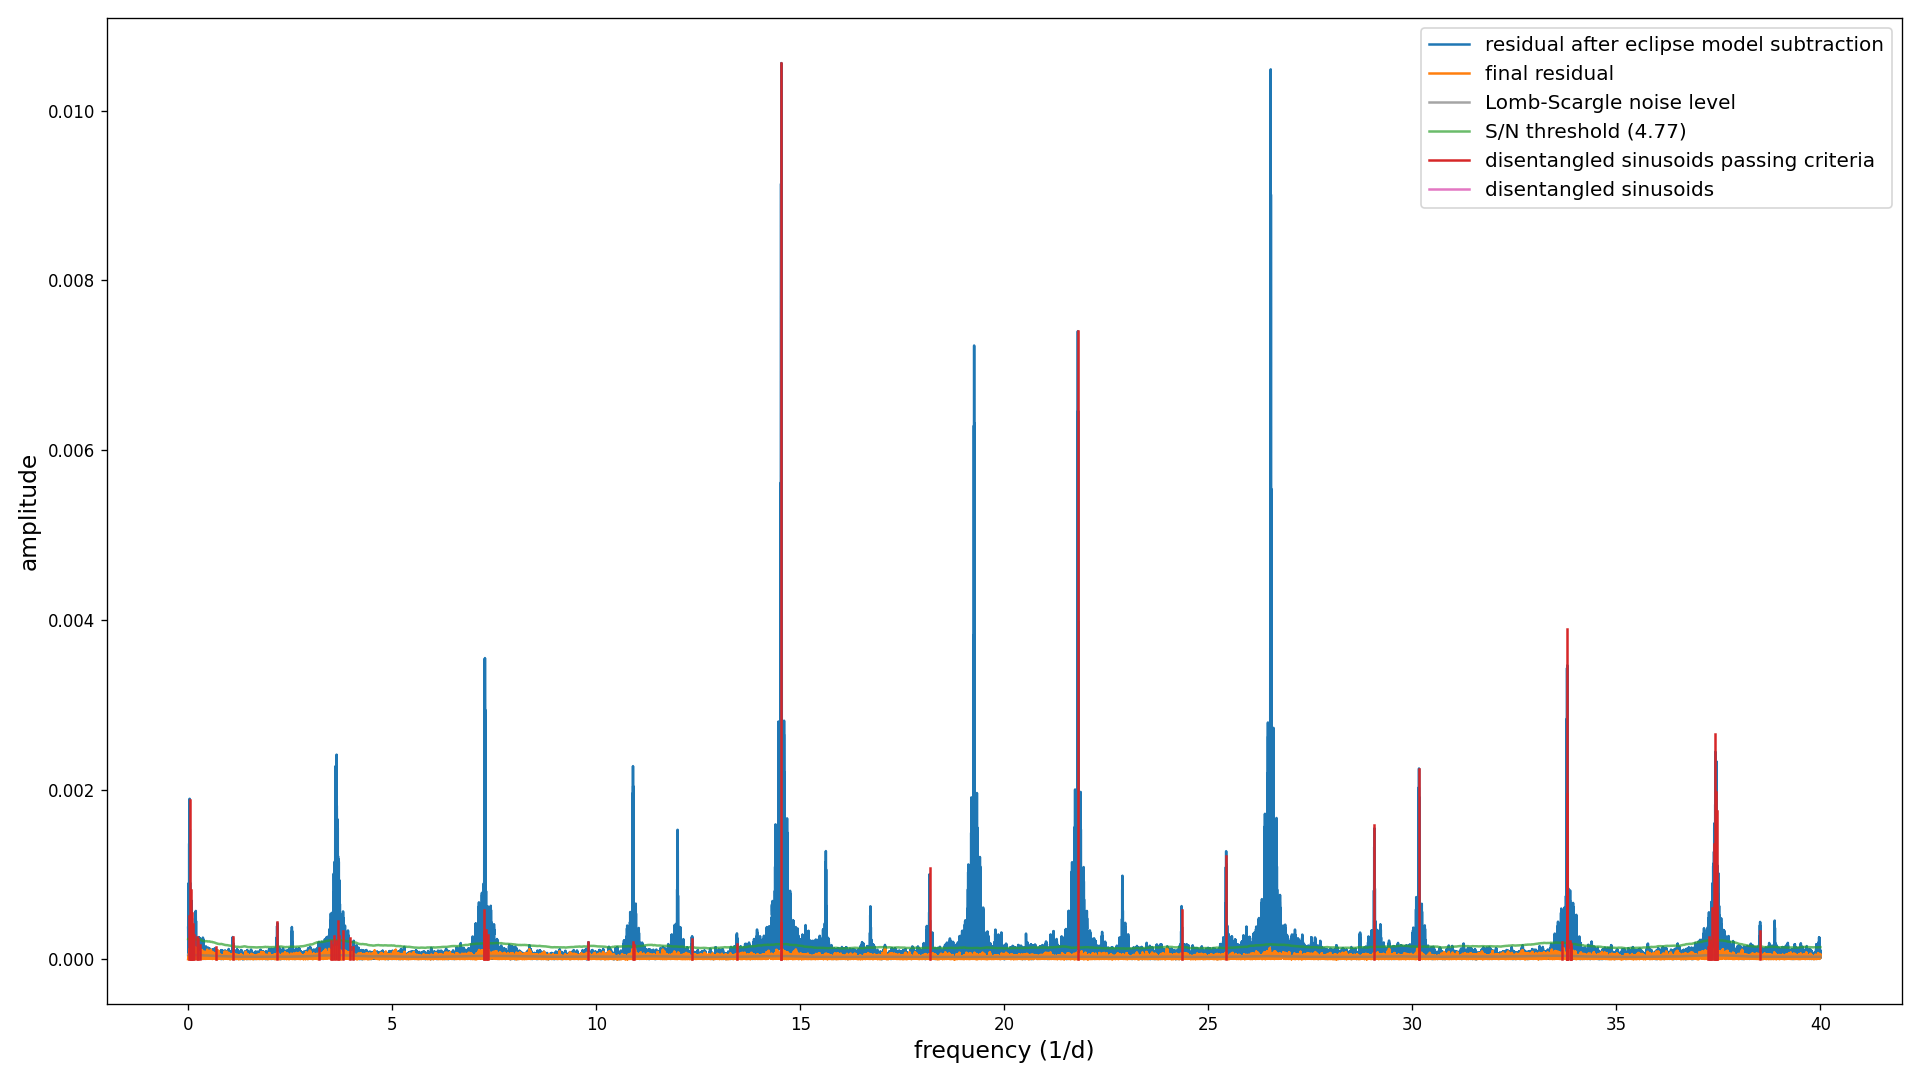 residual after eclipse model subtraction
final residual
Lomb-Scargle noise level
S/N threshold (4.77)
disentangled sinusoids passing criteria
disentangled sinusoids
0.010
0.008
0.006
0.004
0.002
0.000
amplitude
0 5 10 15 20 25 30 35 40
frequency (1/d)